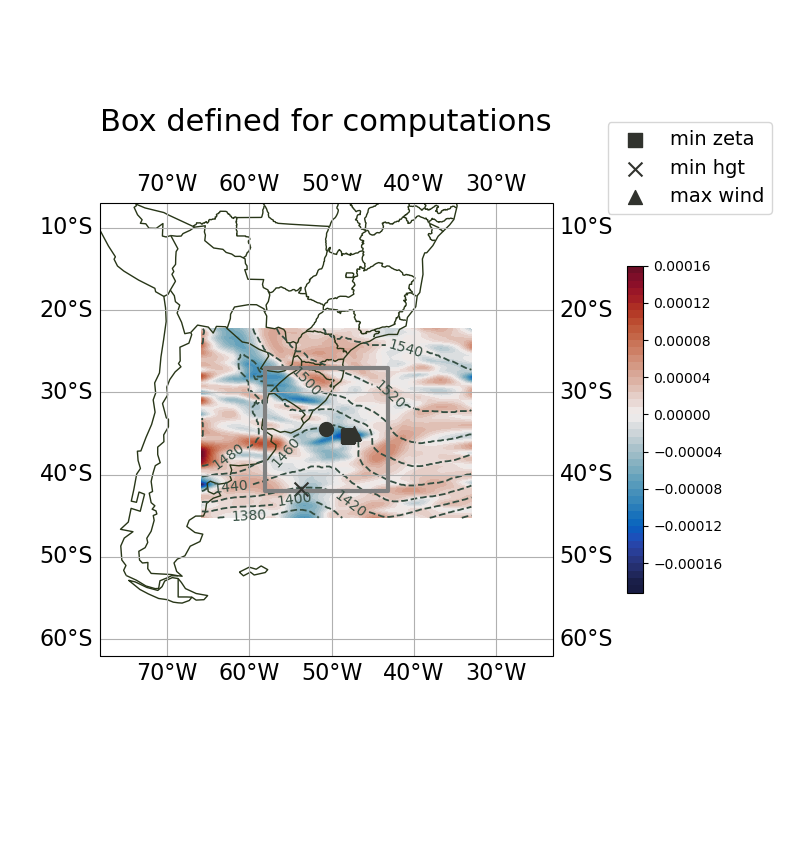 Box defined for computations
min zeta
min hgt
max wind
70°W 60°W 50°W 40°W 30°W
10°S 10°S
20°S 20°S
30°S 30°S
40°S 40°S
50°S 50°S
60°S 60°S
70°W 60°W 50°W 40°W 30°W
1540
1500
1520
1480
1460
1440
1400
1420
1380
0.00016
0.00012
0.00008
0.00004
0.00000
−0.00004
−0.00008
−0.00012
−0.00016